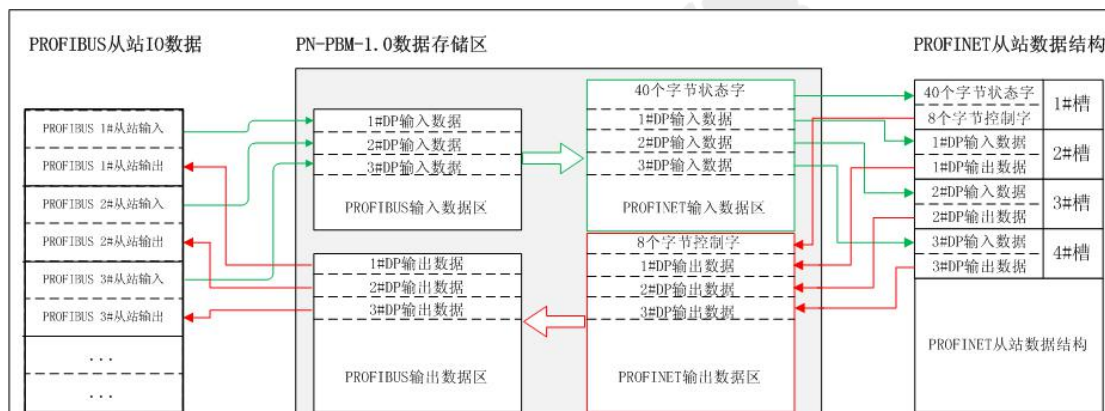 PROFIBUS从站IO数据
PROFIBUS 1#从站输入
PROFIBUS 1#从站输出
PROFIBUS 2#从站输入
PROFIBUS 2#从站输出
PROFIBUS 3#从站输入
PROFIBUS 3#从站输出
...
...
PN-PBM-1.0数据存储区
1#DP输入数据
2#DP输入数据
3#DP输入数据
PROFIBUS输入数据区
1#DP输出数据
2#DP输出数据
3#DP输出数据
PROFIBUS输出数据区
40个字节状态字
1#DP输入数据
2#DP输入数据
3#DP输入数据
PROFINET输入数据区
8个字节控制字
1#DP输出数据
2#DP输出数据
3#DP输出数据
PROFINET输出数据区
PROFINET从站数据结构
40个字节状态字
8个字节控制字
1#槽
1#DP输入数据
1#DP输出数据
2#槽
2#DP输入数据
2#DP输出数据
3#槽
3#DP输入数据
3#DP输出数据
4#槽
PROFINET从站数据结构